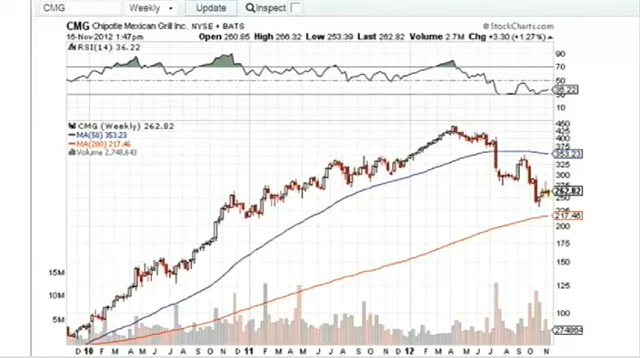 CMG Weekly Update Inspect
CMG Chipotle Mexican Grill Inc. NYSE + BATS © StockCharts.com
16-Nov-2012 1:47pm Open 260.85 High 266.32 Low 253.39 Last 262.82 Volume 2.7M Chg +3.30 (+1.27%)
RSI(14) 36.22
90
70
50
36.22
30
10
CMG (Weekly) 262.82
MA(50) 353.23
MA(200) 217.46
Volume 2,748,643
450
425
400
375
353.23
325
300
275
262.82
250
225
217.46
200
175
150
125
100
15M
10M
5M
D 10 F M A M J J A S O N D 11 F M A M J J A S O N D 12 F M A M J J A S O N